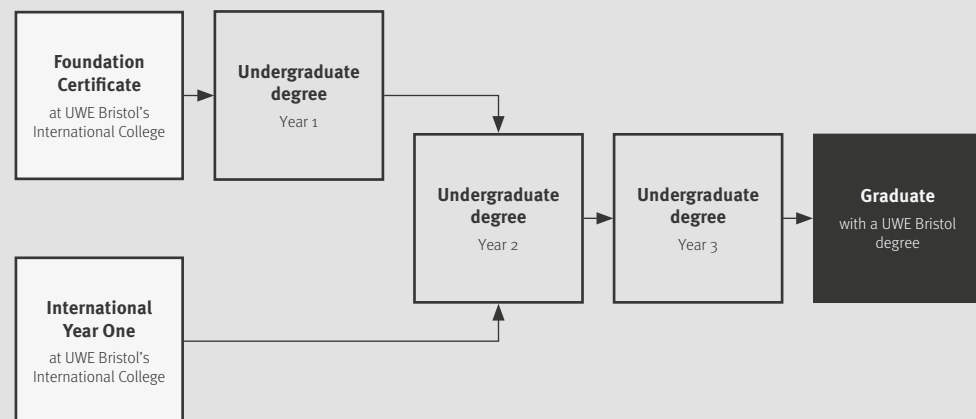 Foundation
Certificate
at UWE Bristol's
International College
Undergraduate
degree
Year 1
Undergraduate
degree
Year 2
Undergraduate
degree
Year 3
Graduate
with a UWE Bristol
degree
International
Year One
at UWE Bristol's
International College